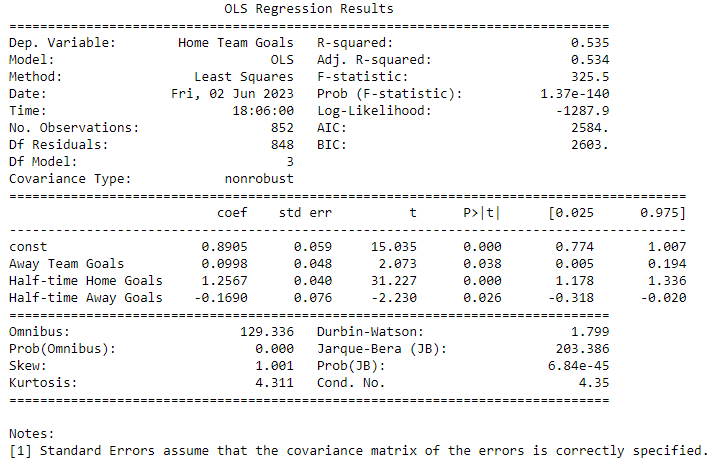 OLS Regression Results
==============================================================================
Dep. Variable:        Home Team Goals   R-squared:                       0.535
Model:                            OLS   Adj. R-squared:                  0.534
Method:                 Least Squares   F-statistic:                     325.5
Date:                Fri, 02 Jun 2023   Prob (F-statistic):          1.37e-140
Time:                        18:06:00   Log-Likelihood:                -1287.9
No. Observations:                 852   AIC:                             2584.
Df Residuals:                     848   BIC:                             2603.
Df Model:                           3
Covariance Type:            nonrobust
========================================================================================
                           coef    std err          t      P>|t|      [0.025      0.975]
----------------------------------------------------------------------------------------
const                    0.8905      0.059     15.035      0.000       0.774       1.007
Away Team Goals          0.0998      0.048      2.073      0.038       0.005       0.194
Half-time Home Goals     1.2567      0.040     31.227      0.000       1.178       1.336
Half-time Away Goals    -0.1690      0.076     -2.230      0.026      -0.318      -0.020
==============================================================================
Omnibus:                      129.336   Durbin-Watson:                   1.799
Prob(Omnibus):                  0.000   Jarque-Bera (JB):              203.386
Skew:                           1.001   Prob(JB):                     6.84e-45
Kurtosis:                       4.311   Cond. No.                         4.35
==============================================================================

Notes:
[1] Standard Errors assume that the covariance matrix of the errors is correctly specified.